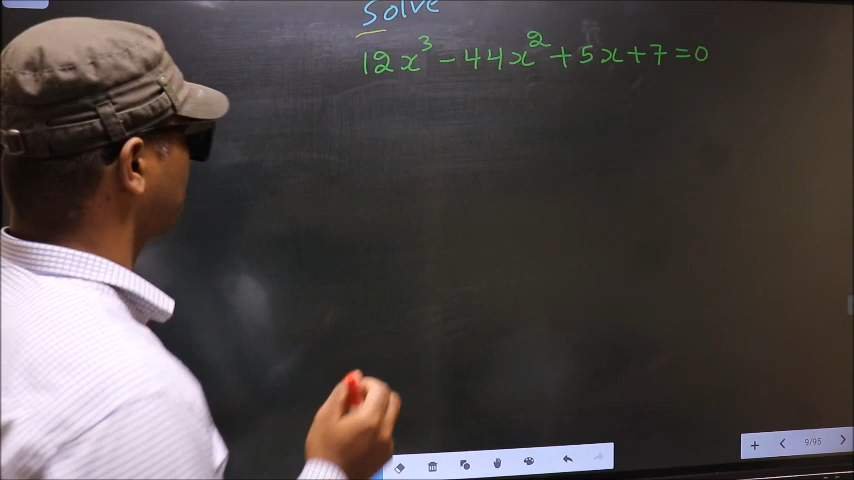 Solve
12x³ - 44x² + 5x + 7 = 0
9/95